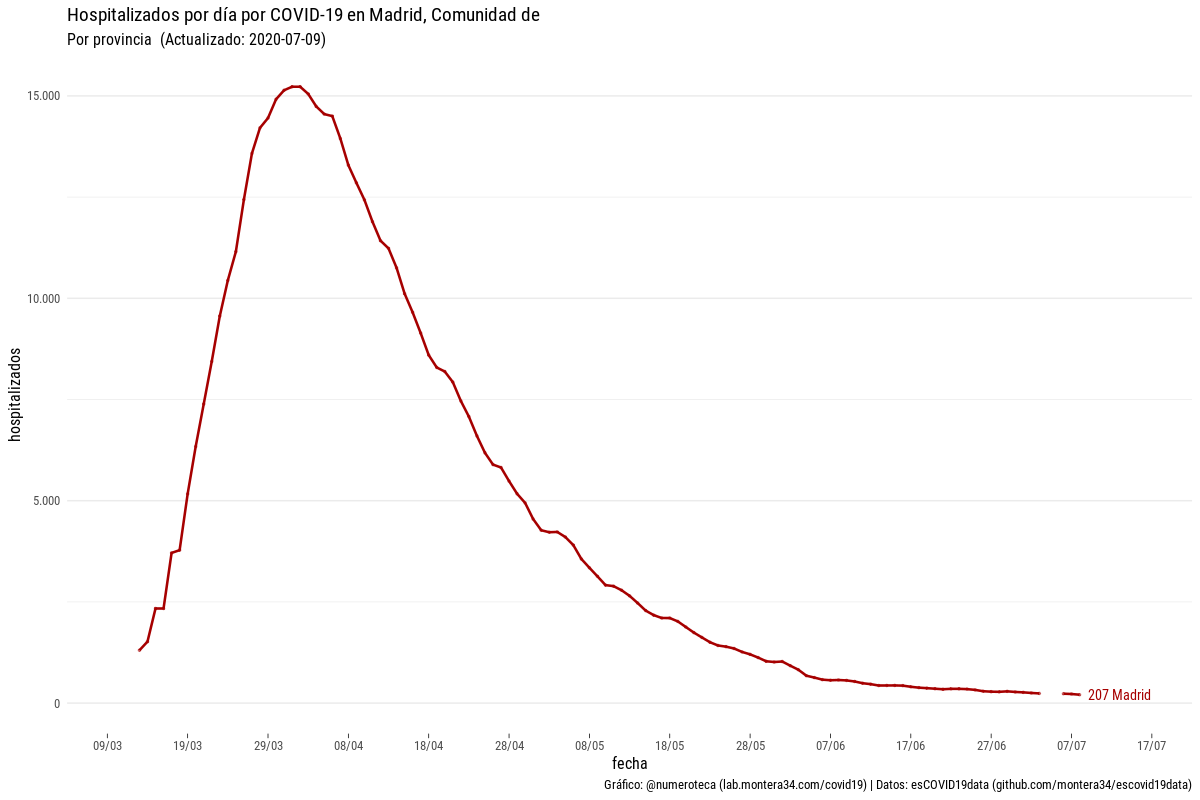 Hospitalizados por día por COVID-19 en Madrid, Comunidad de
Por provincia  (Actualizado: 2020-07-09)
15.000
10.000
5.000
0
hospitalizados
207 Madrid
09/03 19/03 29/03 08/04 18/04 28/04 08/05 18/05 28/05 07/06 17/06 27/06 07/07 17/07
fecha
Gráfico: @numeroteca (lab.montera34.com/covid19) | Datos: esCOVID19data (github.com/montera34/escovid19data)